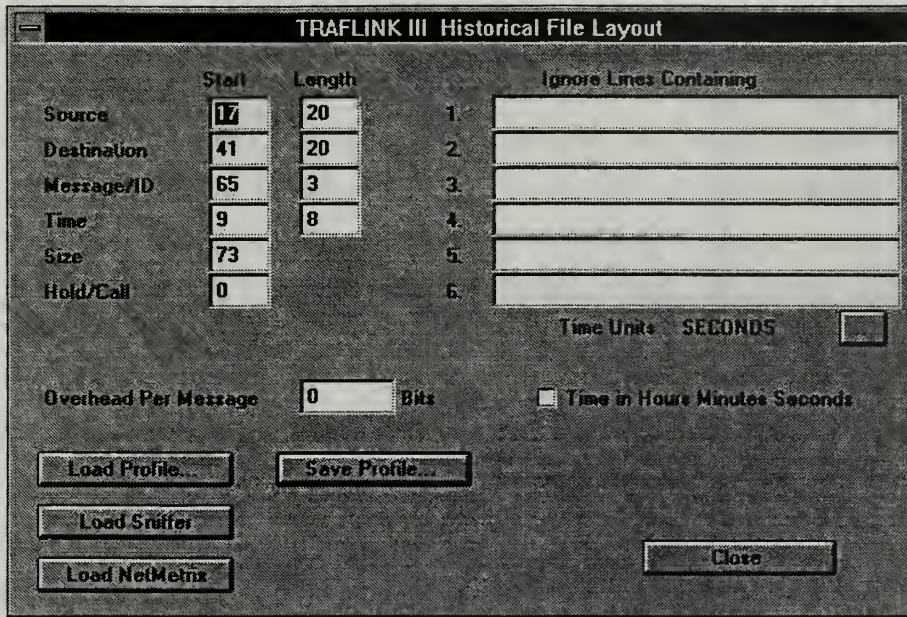 TRAFLINK III Historical File Layout
Start Length Ignore Lines Containing
Source 17 20 1.
Destination 41 20 2.
Message/ID 65 3 3.
Time 9 8 4.
Size 73 5.
Hold/Call 0 6.
Time Units SECONDS ...
Overhead Per Message 0 Bits Time in Hours Minutes Seconds
Load Profile... Save Profile...
Load Sniffer
Load NetMetrix
Close